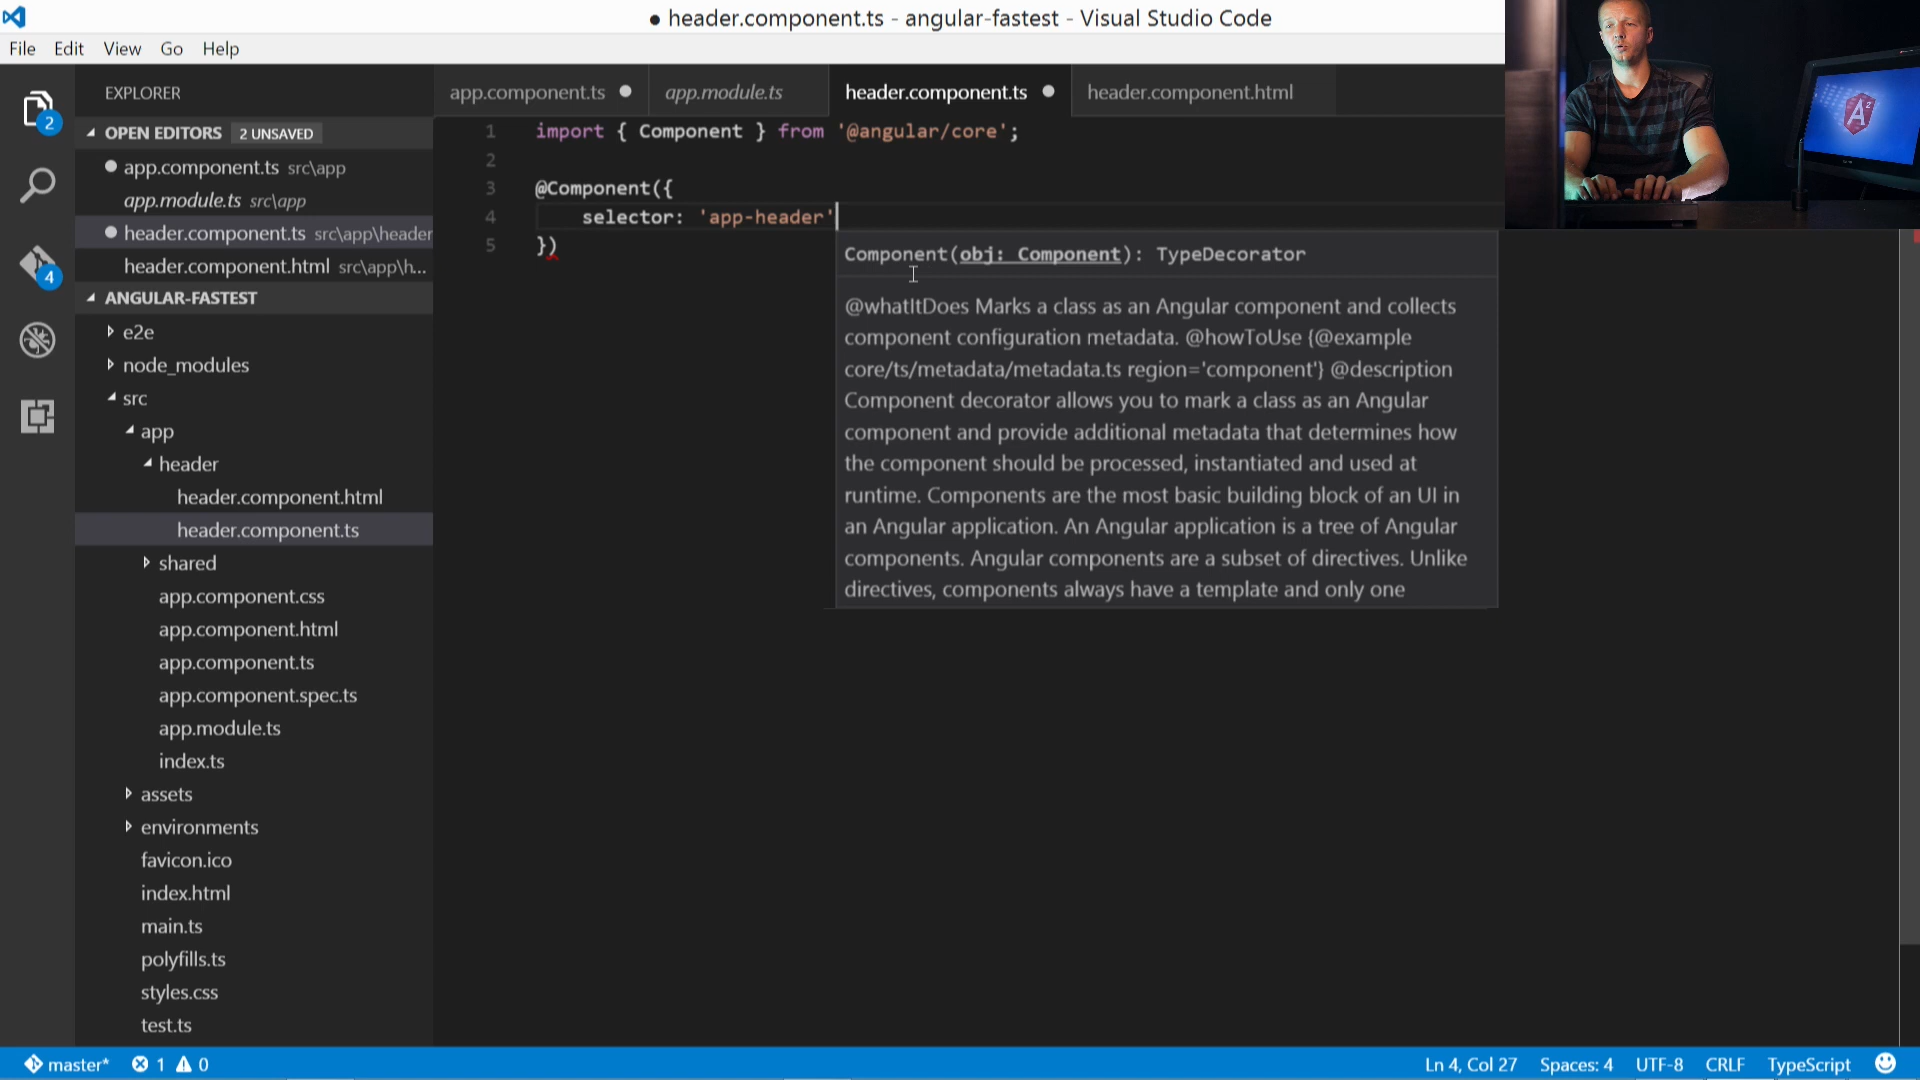 ● header.component.ts - angular-fastest - Visual Studio Code
File Edit View Go Help
2
4
EXPLORER
OPEN EDITORS 2 UNSAVED
app.component.ts src\app
app.module.ts src\app
header.component.ts src\app\header
header.component.html src\app\h...
ANGULAR-FASTEST
e2e
node_modules
src
app
header
header.component.html
header.component.ts
shared
app.component.css
app.component.html
app.component.ts
app.component.spec.ts
app.module.ts
index.ts
assets
environments
favicon.ico
index.html
main.ts
polyfills.ts
styles.css
test.ts
app.component.ts app.module.ts header.component.ts header.component.html
1 import { Component } from '@angular/core';
2
3 @Component({
4 selector: 'app-header'
5 })
Component(obj: Component): TypeDecorator
@whatItDoes Marks a class as an Angular component and collects
component configuration metadata. @howToUse {@example
core/ts/metadata/metadata.ts region='component'} @description
Component decorator allows you to mark a class as an Angular
component and provide additional metadata that determines how
the component should be processed, instantiated and used at
runtime. Components are the most basic building block of an UI in
an Angular application. An Angular application is a tree of Angular
components. Angular components are a subset of directives. Unlike
directives, components always have a template and only one
A
master* 1 0 Ln 4, Col 27 Spaces: 4 UTF-8 CRLF TypeScript